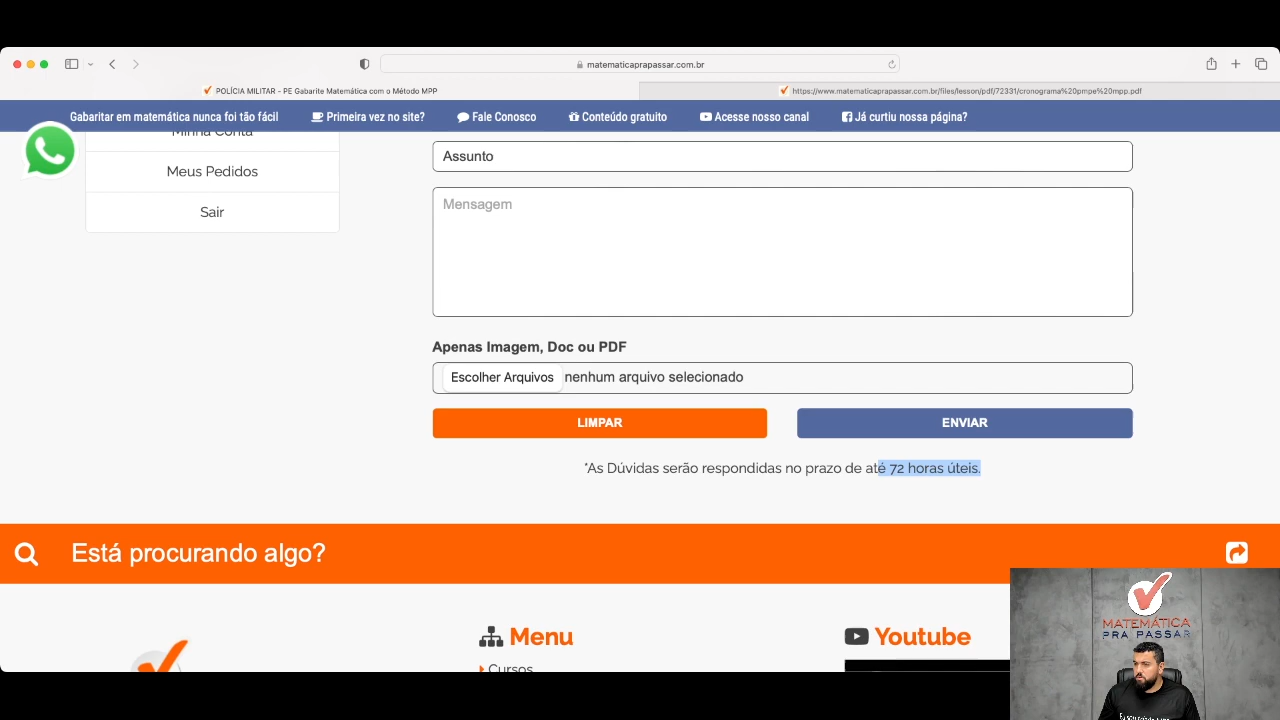 matematicaprapassar.com.br
POLÍCIA MILITAR - PE Gabarite Matemática com o Método MPP
https://www.matematicaprapassar.com.br/files/lesson/pdf/72331/cronograma%20pmpe%20mpp.pdf
Gabaritar em matemática nunca foi tão fácil
Primeira vez no site?
Fale Conosco
Conteúdo gratuito
Acesse nosso canal
Já curtiu nossa página?
Minha Conta
Meus Pedidos
Sair
Assunto
Mensagem
Apenas Imagem, Doc ou PDF
Escolher Arquivos nenhum arquivo selecionado
LIMPAR
ENVIAR
*As Dúvidas serão respondidas no prazo de até 72 horas úteis.
Está procurando algo?
Menu
Cursos
Youtube
MATEMÁTICA
PRA PASSAR